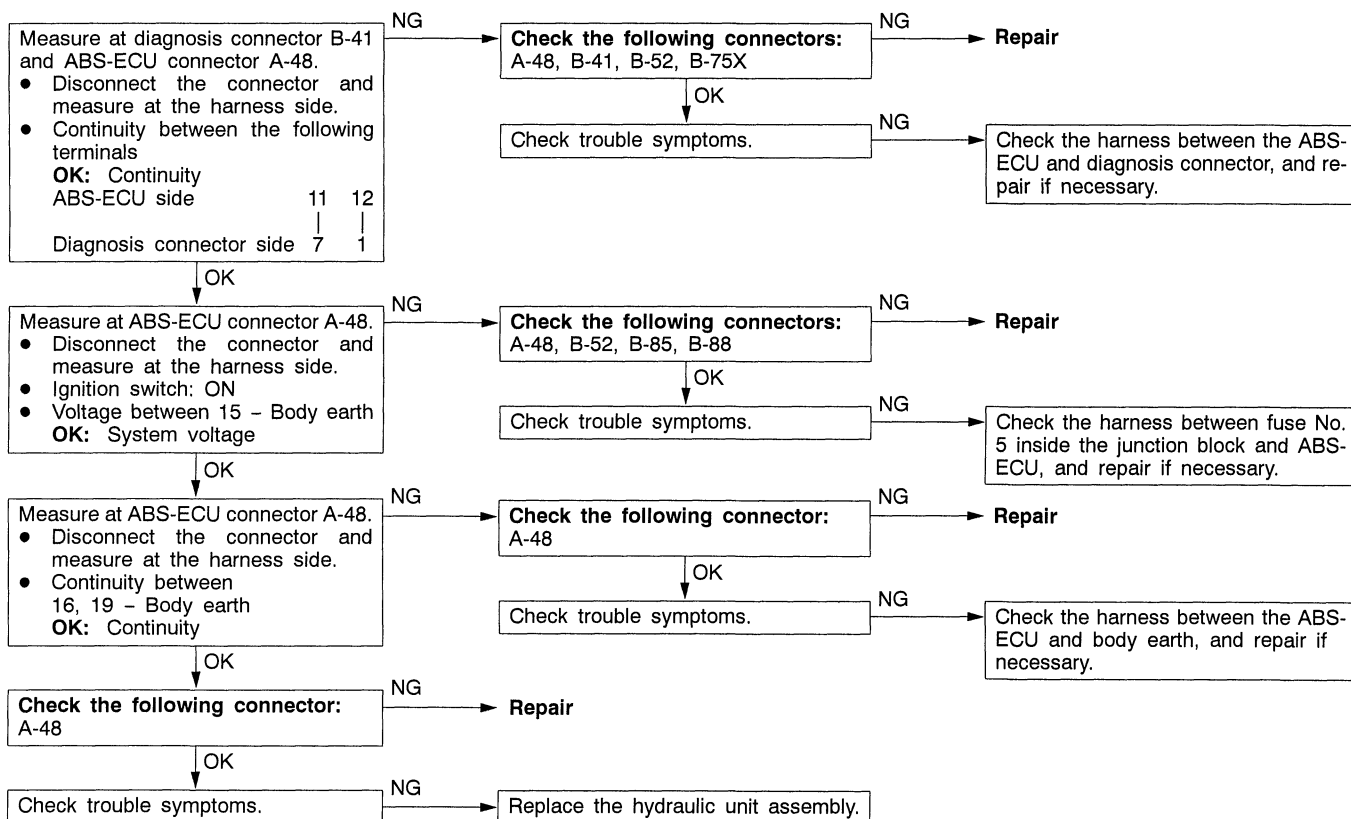 Measure at diagnosis connector B-41
and ABS-ECU connector A-48.
● Disconnect the connector and
measure at the harness side.
● Continuity between the following
terminals
OK: Continuity
ABS-ECU side 11 12
| |
Diagnosis connector side 7 1
NG
Check the following connectors:
A-48, B-41, B-52, B-75X
NG
Repair
OK
Check trouble symptoms.
NG
Check the harness between the ABS-
ECU and diagnosis connector, and re-
pair if necessary.
OK
Measure at ABS-ECU connector A-48.
● Disconnect the connector and
measure at the harness side.
● Ignition switch: ON
● Voltage between 15 – Body earth
OK: System voltage
NG
Check the following connectors:
A-48, B-52, B-85, B-88
NG
Repair
OK
Check trouble symptoms.
NG
Check the harness between fuse No.
5 inside the junction block and ABS-
ECU, and repair if necessary.
OK
Measure at ABS-ECU connector A-48.
● Disconnect the connector and
measure at the harness side.
● Continuity between
16, 19 – Body earth
OK: Continuity
NG
Check the following connector:
A-48
NG
Repair
OK
Check trouble symptoms.
NG
Check the harness between the ABS-
ECU and body earth, and repair if
necessary.
OK
Check the following connector:
A-48
NG
Repair
OK
Check trouble symptoms.
NG
Replace the hydraulic unit assembly.